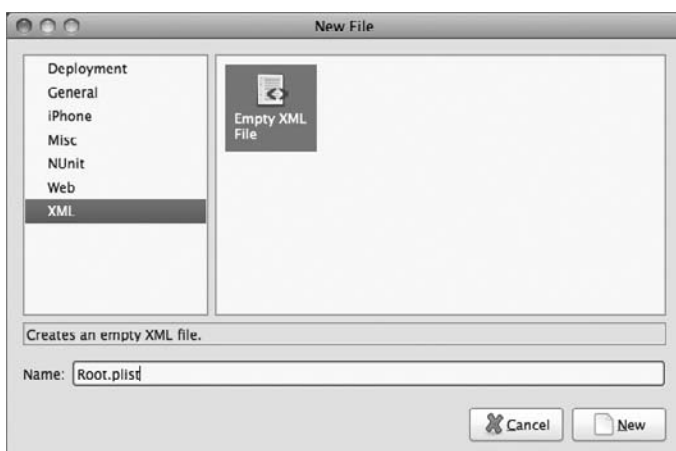 New File
Deployment
General
iPhone
Misc
NUnit
Web
XML
Empty XML
File
Creates an empty XML file.
Name: Root.plist
Cancel
New